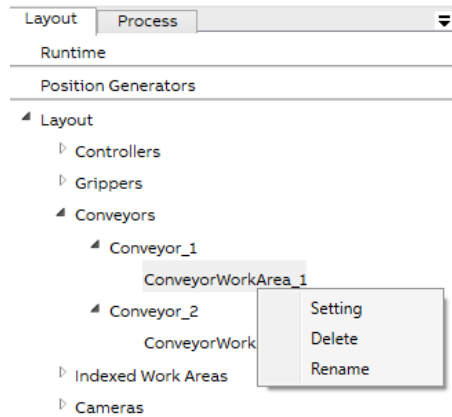 Layout Process
Runtime
Position Generators
Layout
Controllers
Grippers
Conveyors
Conveyor_1
ConveyorWorkArea_1
Conveyor_2
ConveyorWork
Indexed Work Areas
Cameras
Setting
Delete
Rename